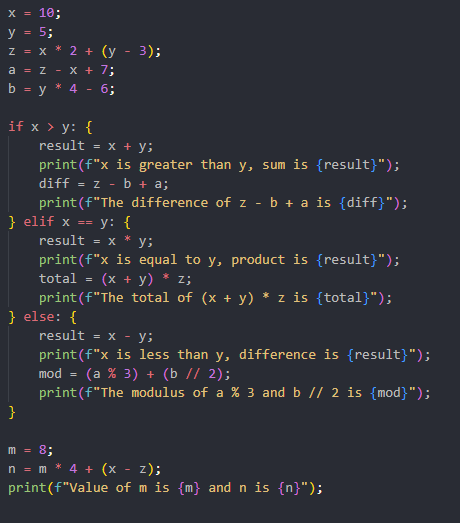 x = 10;
y = 5;
z = x * 2 + (y - 3);
a = z - x + 7;
b = y * 4 - 6;

if x > y: {
    result = x + y;
    print(f"x is greater than y, sum is {result}");
    diff = z - b + a;
    print(f"The difference of z - b + a is {diff}");
} elif x == y: {
    result = x * y;
    print(f"x is equal to y, product is {result}");
    total = (x + y) * z;
    print(f"The total of (x + y) * z is {total}");
} else: {
    result = x - y;
    print(f"x is less than y, difference is {result}");
    mod = (a % 3) + (b // 2);
    print(f"The modulus of a % 3 and b // 2 is {mod}");
}

m = 8;
n = m * 4 + (x - z);
print(f"Value of m is {m} and n is {n}");